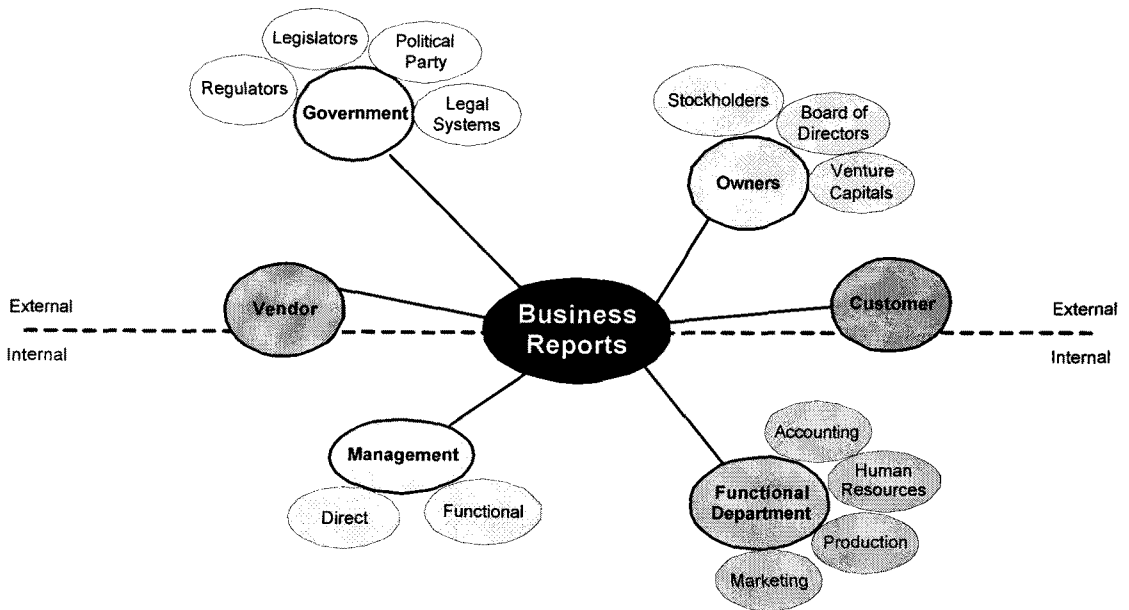 Legislators
Political
Party
Regulators
Government
Legal
Systems
Stockholders
Board of
Directors
Owners
Venture
Capitals
External
Vendor
Business
Reports
Customer
External
Internal
Internal
Management
Direct
Functional
Accounting
Human
Resources
Functional
Department
Production
Marketing